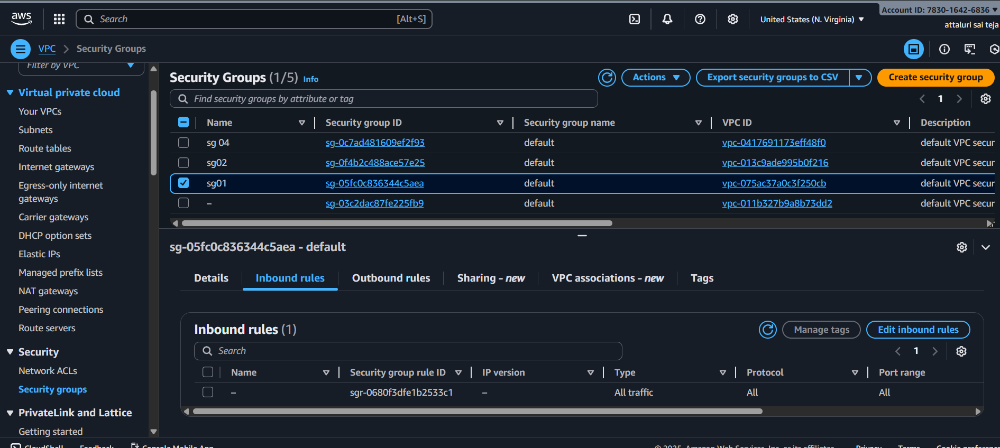 aws
Search
[Alt+S]
United States (N. Virginia)
Account ID: 7830-1642-6836
attaluri sai teja
VPC
Security Groups
Filter by VPC
Virtual private cloud
Your VPCs
Subnets
Route tables
Internet gateways
Egress-only internet
gateways
Carrier gateways
DHCP option sets
Elastic IPs
Managed prefix lists
NAT gateways
Peering connections
Route servers
Security
Network ACLs
Security groups
PrivateLink and Lattice
Getting started
Security Groups (1/5) Info
Actions
Export security groups to CSV
Create security group
Find security groups by attribute or tag
1
Name Security group ID Security group name VPC ID Description
sg 04 sg-0c7ad481609ef2f93 default vpc-0417691173eff48f0 default VPC secur
sg02 sg-0f4b2c488ace57e25 default vpc-013c9ade995b0f216 default VPC secur
sg01 sg-05fc0c836344c5aea default vpc-075ac37a0c3f250cb default VPC secur
– sg-03c2dac87fe225fb9 default vpc-011b327b9a8b73dd2 default VPC secur
sg-05fc0c836344c5aea - default
Details Inbound rules Outbound rules Sharing - new VPC associations - new Tags
Inbound rules (1)
Manage tags
Edit inbound rules
Search
1
Name Security group rule ID IP version Type Protocol Port range
– sgr-0680f3dfe1b2533c1 – All traffic All All
CloudShell Feedback Console Mobile App © 2025, Amazon Web Services, Inc. or its affiliates. Privacy Terms Cookie preference